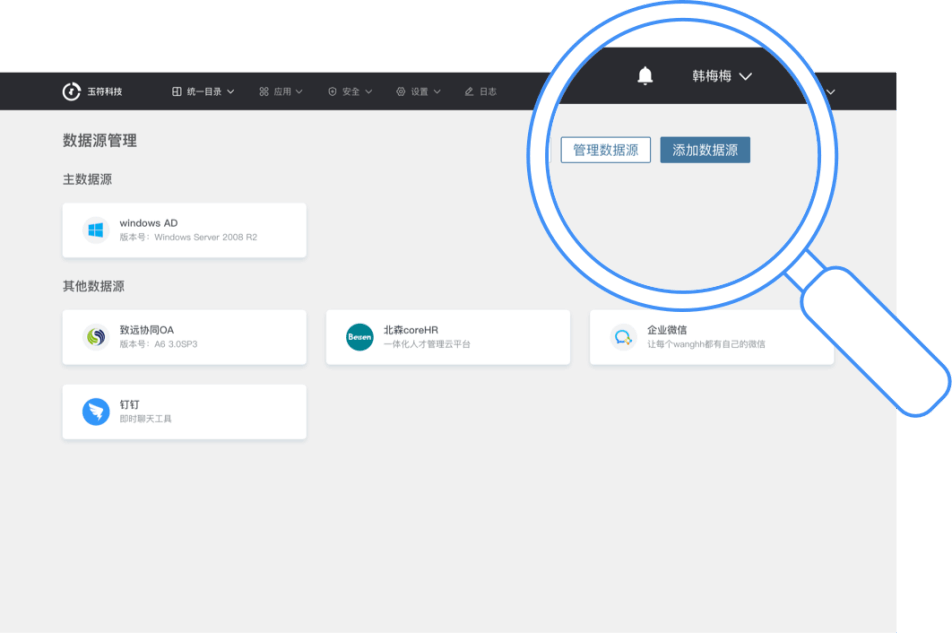 韩梅梅
玉符科技 统一目录 应用 安全 设置 日志
管理数据源 添加数据源
数据源管理
主数据源
windows AD
版本号：Windows Server 2008 R2
其他数据源
致远协同OA
版本号：A6 3.0SP3
Beisen
北森coreHR
一体化人才管理云平台
企业微信
让每个wanghh都有自己的微信
钉钉
即时聊天工具